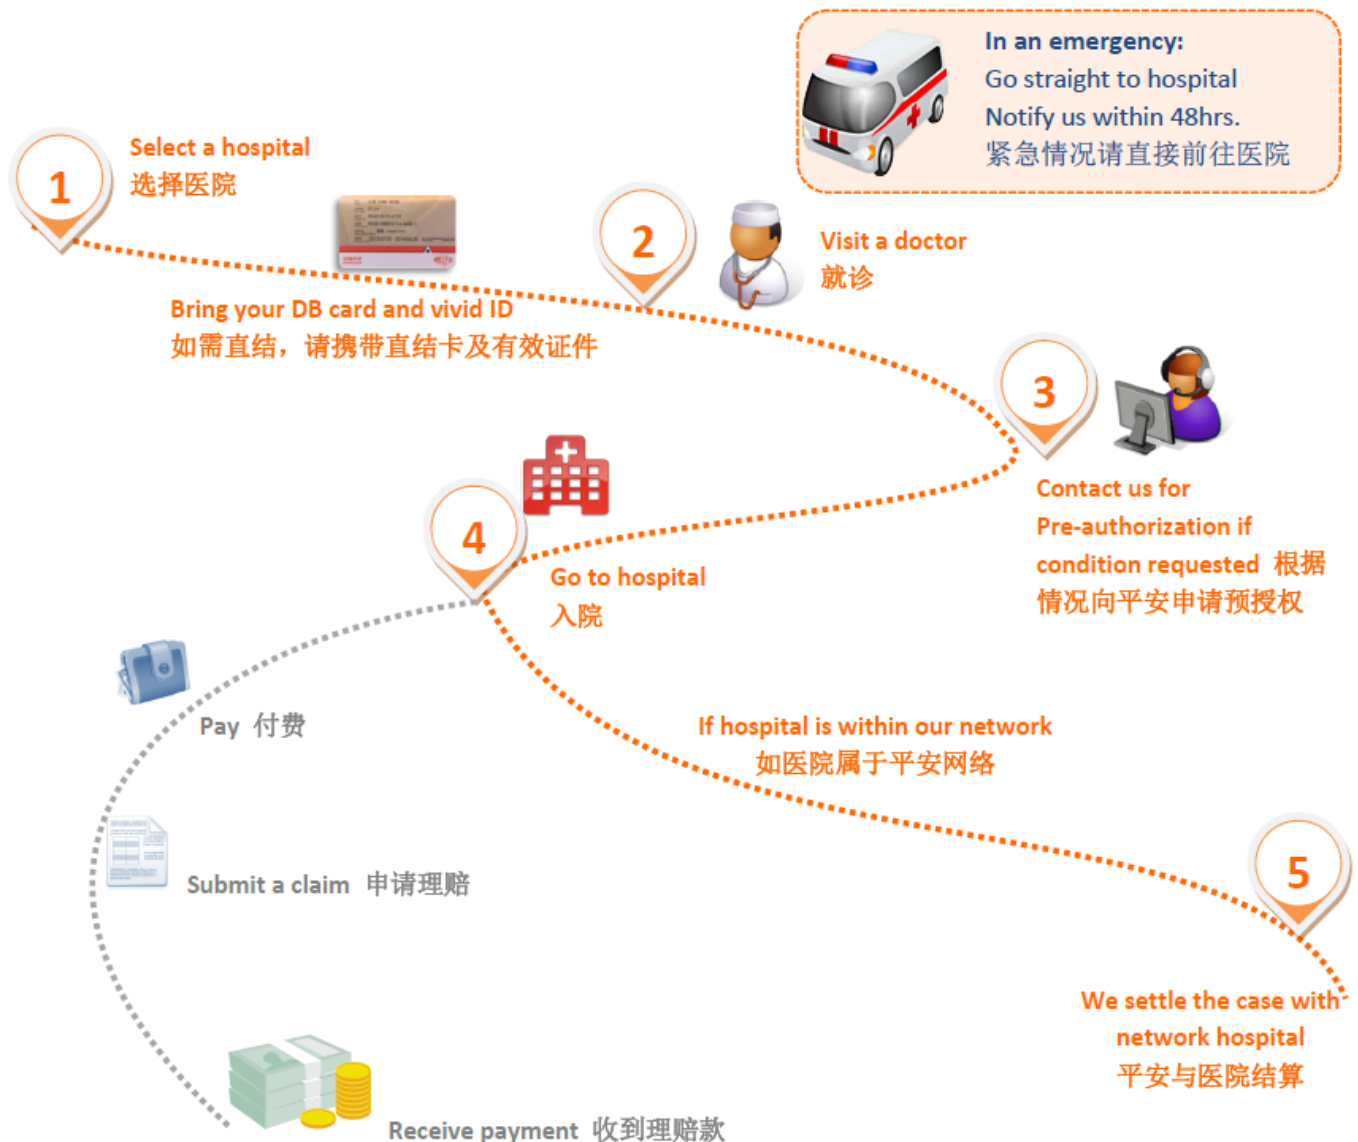 In an emergency:
Go straight to hospital
Notify us within 48hrs.
紧急情况请直接前往医院
1
Select a hospital
选择医院
Bring your DB card and vivid ID
如需直结，请携带直结卡及有效证件
2
Visit a doctor
就诊
3
Contact us for
Pre-authorization if
condition requested 根据
情况向平安申请预授权
4
Go to hospital
入院
Pay 付费
Submit a claim 申请理赔
Receive payment 收到理赔款
If hospital is within our network
如医院属于平安网络
5
We settle the case with
network hospital
平安与医院结算